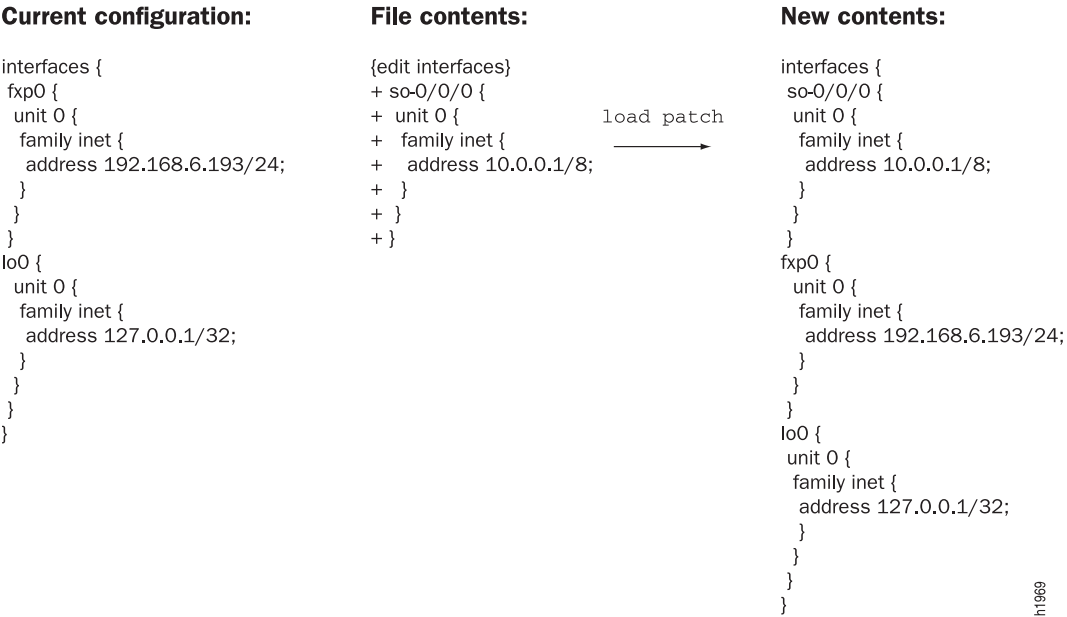 Current configuration:
interfaces {
fxp0 {
unit 0 {
family inet {
address 192.168.6.193/24;
}
}
}
lo0 {
unit 0 {
family inet {
address 127.0.0.1/32;
}
}
}
}
File contents:
{edit interfaces}
+ so-0/0/0 {
+ unit 0 {
+ family inet {
+ address 10.0.0.1/8;
+ }
+ }
+ }
load patch
New contents:
interfaces {
so-0/0/0 {
unit 0 {
family inet {
address 10.0.0.1/8;
}
}
}
fxp0 {
unit 0 {
family inet {
address 192.168.6.193/24;
}
}
}
lo0 {
unit 0 {
family inet {
address 127.0.0.1/32;
}
}
}
}
h1969